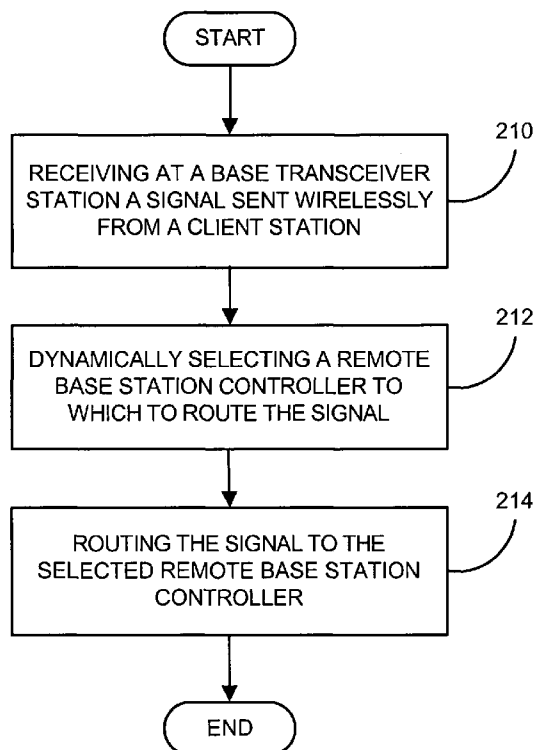 START
210
RECEIVING AT A BASE TRANSCEIVER
STATION A SIGNAL SENT WIRELESSLY
FROM A CLIENT STATION
212
DYNAMICALLY SELECTING A REMOTE
BASE STATION CONTROLLER TO
WHICH TO ROUTE THE SIGNAL
214
ROUTING THE SIGNAL TO THE
SELECTED REMOTE BASE STATION
CONTROLLER
END